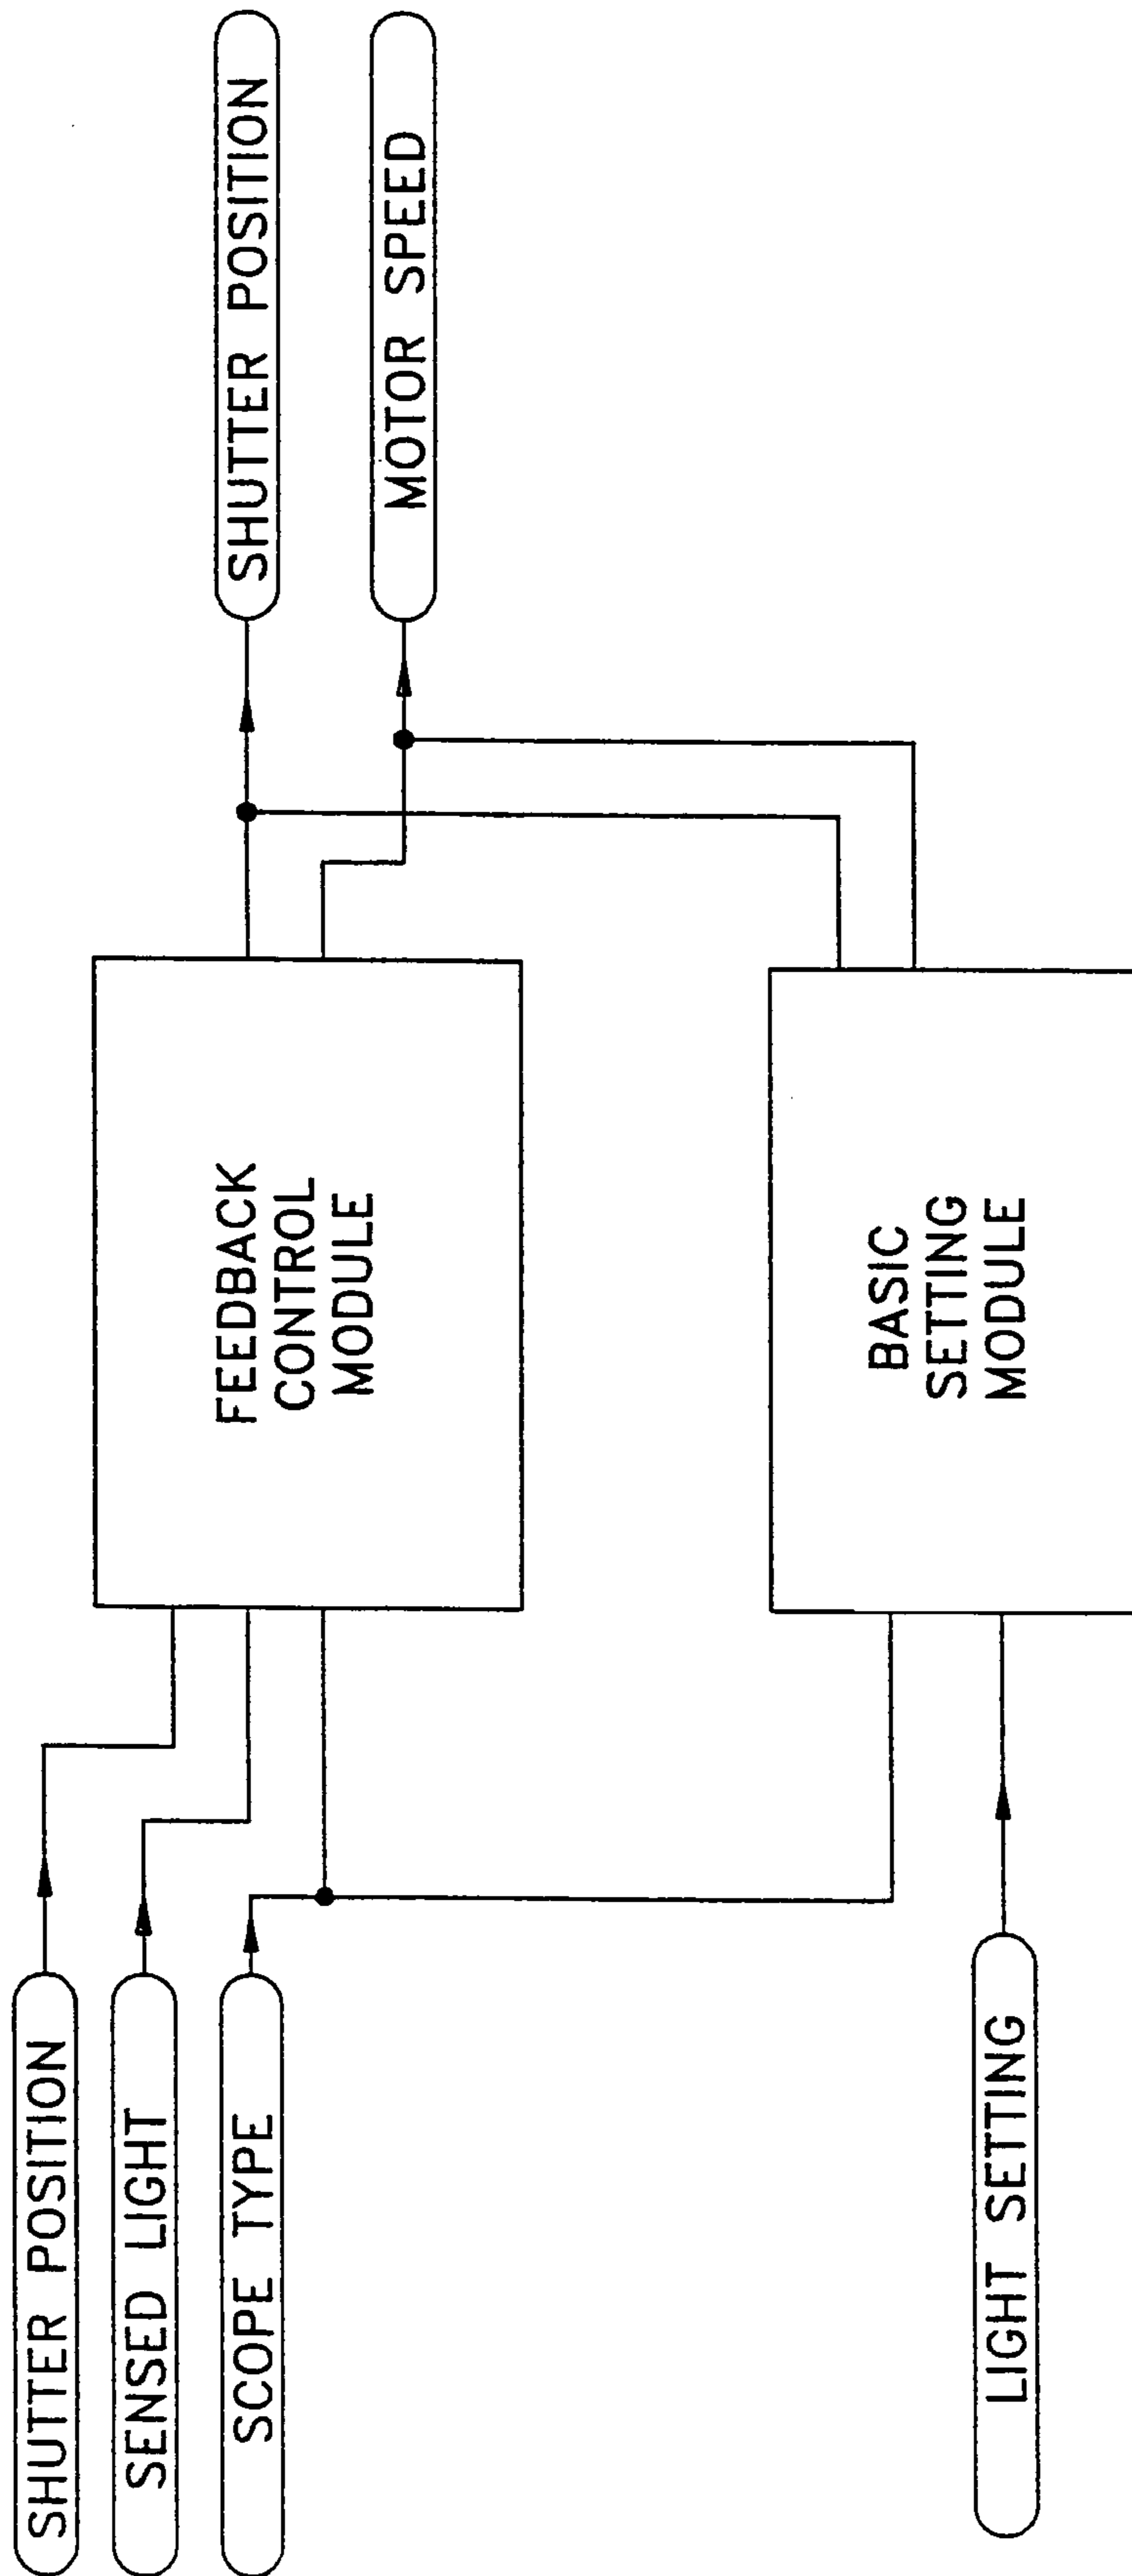 SHUTTER POSITION
SENSED LIGHT
SCOPE TYPE
LIGHT SETTING
FEEDBACK
CONTROL
MODULE
BASIC
SETTING
MODULE
SHUTTER POSITION
MOTOR SPEED